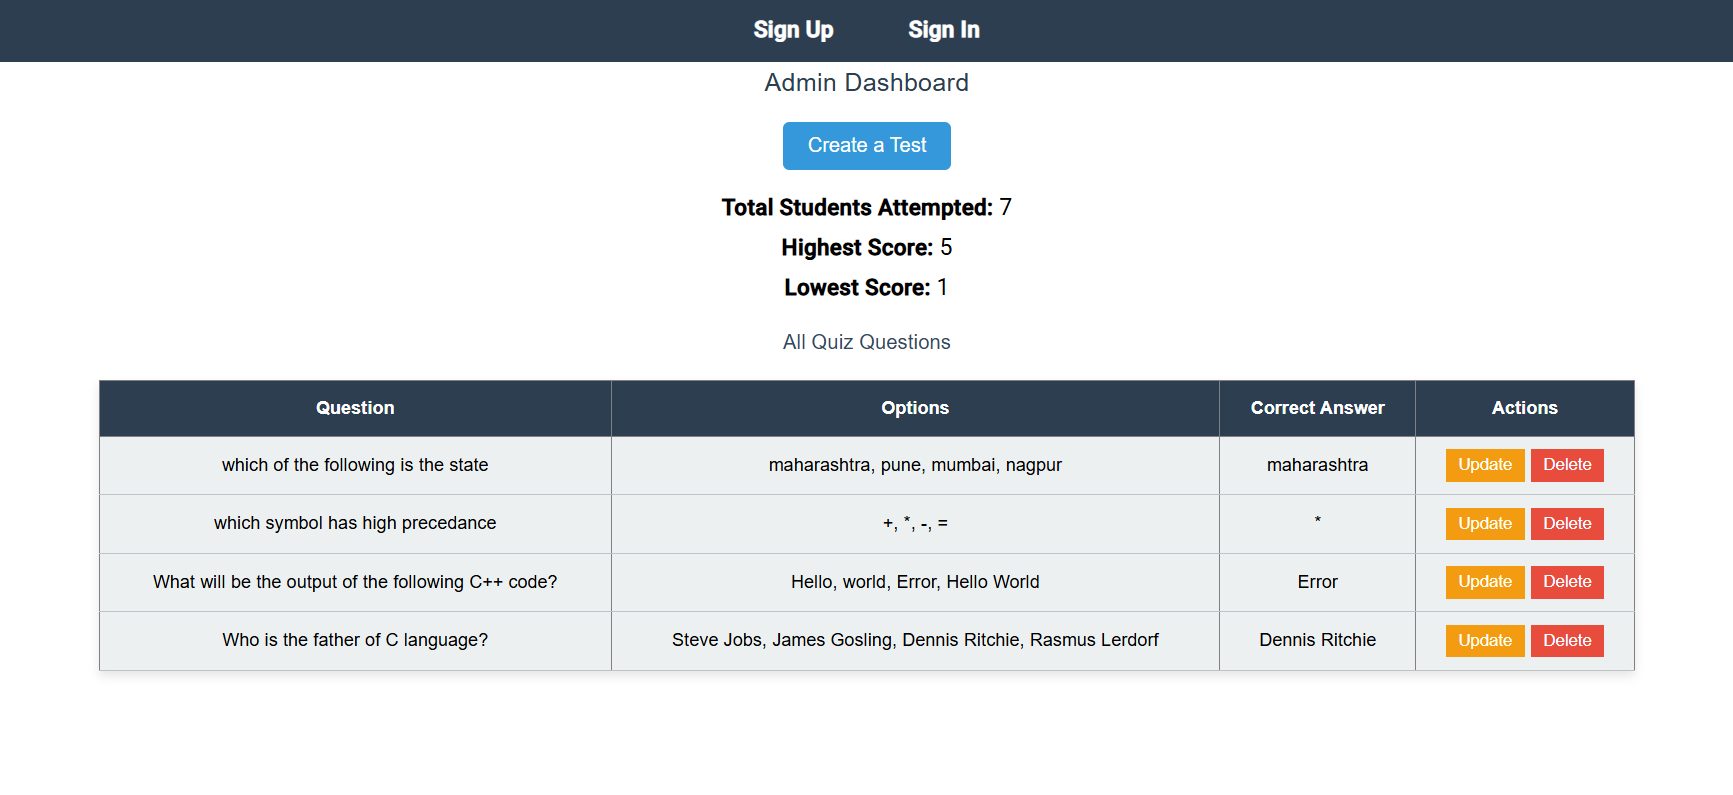 Sign Up Sign In
Admin Dashboard
Create a Test
Total Students Attempted: 7
Highest Score: 5
Lowest Score: 1
All Quiz Questions
Question Options Correct Answer Actions
which of the following is the state maharashtra, pune, mumbai, nagpur maharashtra Update Delete
which symbol has high precedance +, *, -, = * Update Delete
What will be the output of the following C++ code? Hello, world, Error, Hello World Error Update Delete
Who is the father of C language? Steve Jobs, James Gosling, Dennis Ritchie, Rasmus Lerdorf Dennis Ritchie Update Delete